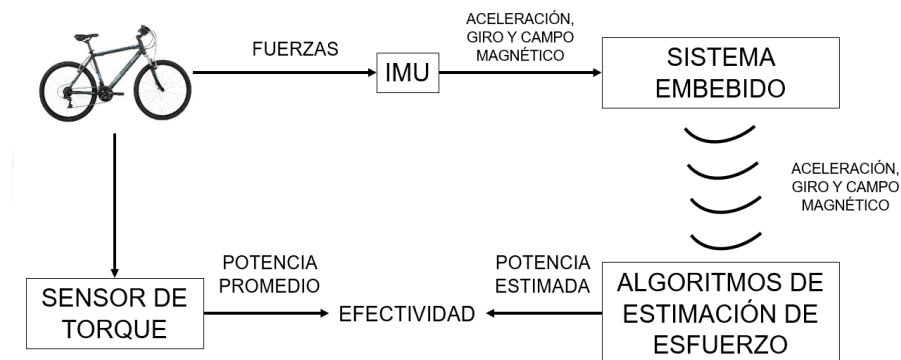 FUERZAS
IMU
ACELERACIÓN,
GIRO Y CAMPO
MAGNÉTICO
SISTEMA
EMBEBIDO
ACELERACIÓN,
GIRO Y CAMPO
MAGNÉTICO
SENSOR DE
TORQUE
POTENCIA
PROMEDIO
EFECTIVIDAD
POTENCIA
ESTIMADA
ALGORITMOS DE
ESTIMACIÓN DE
ESFUERZO